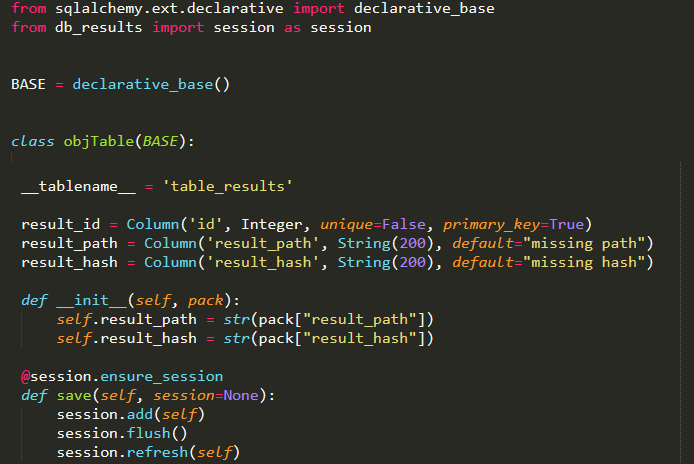 from sqlalchemy.ext.declarative import declarative_base
from db_results import session as session
BASE = declarative_base()
class objTable(BASE):
__tablename__ = 'table_results'
result_id = Column('id', Integer, unique=False, primary_key=True)
result_path = Column('result_path', String(200), default="missing path")
result_hash = Column('result_hash', String(200), default="missing hash")
def __init__(self, pack):
self.result_path = str(pack["result_path"])
self.result_hash = str(pack["result_hash"])
@session.ensure_session
def save(self, session=None):
session.add(self)
session.flush()
session.refresh(self)